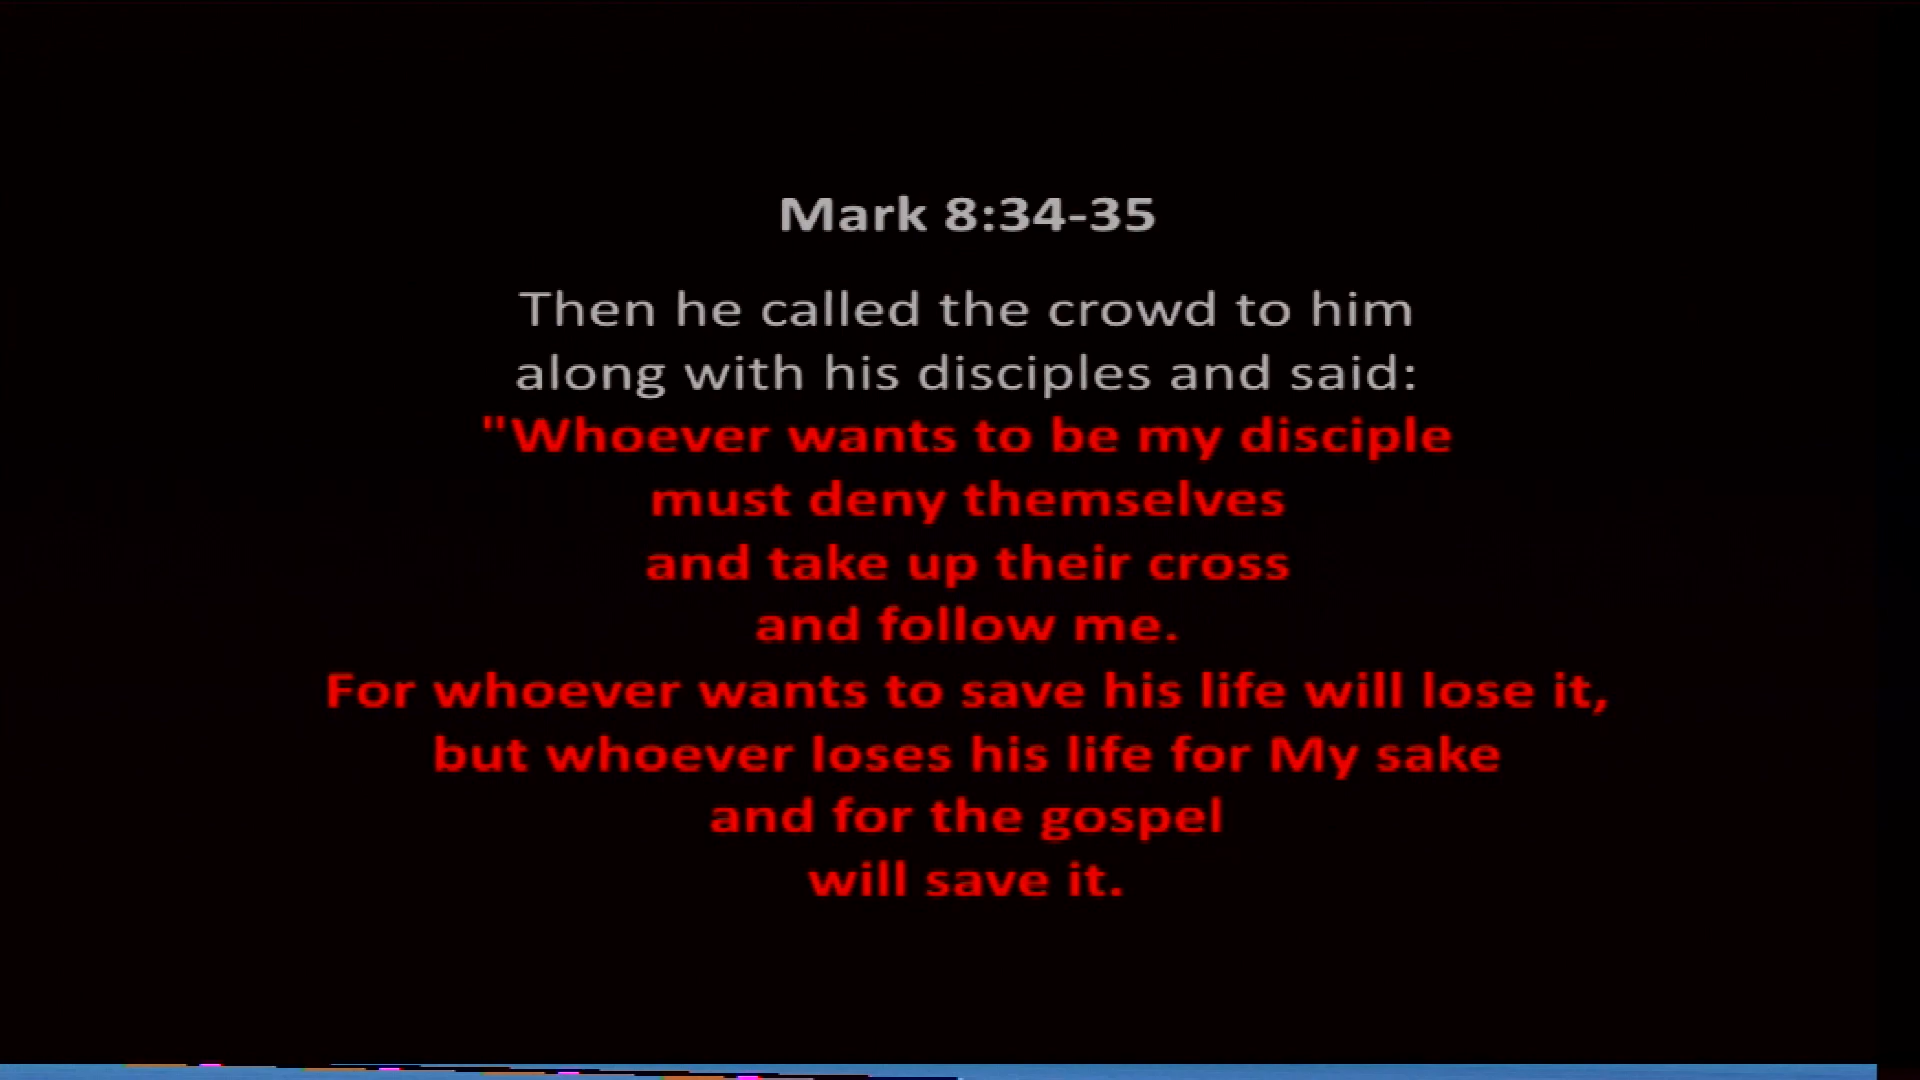 Mark 8:34-35
Then he called the crowd to him
along with his disciples and said:
"Whoever wants to be my disciple
must deny themselves
and take up their cross
and follow me.
For whoever wants to save his life will lose it,
but whoever loses his life for My sake
and for the gospel
will save it.